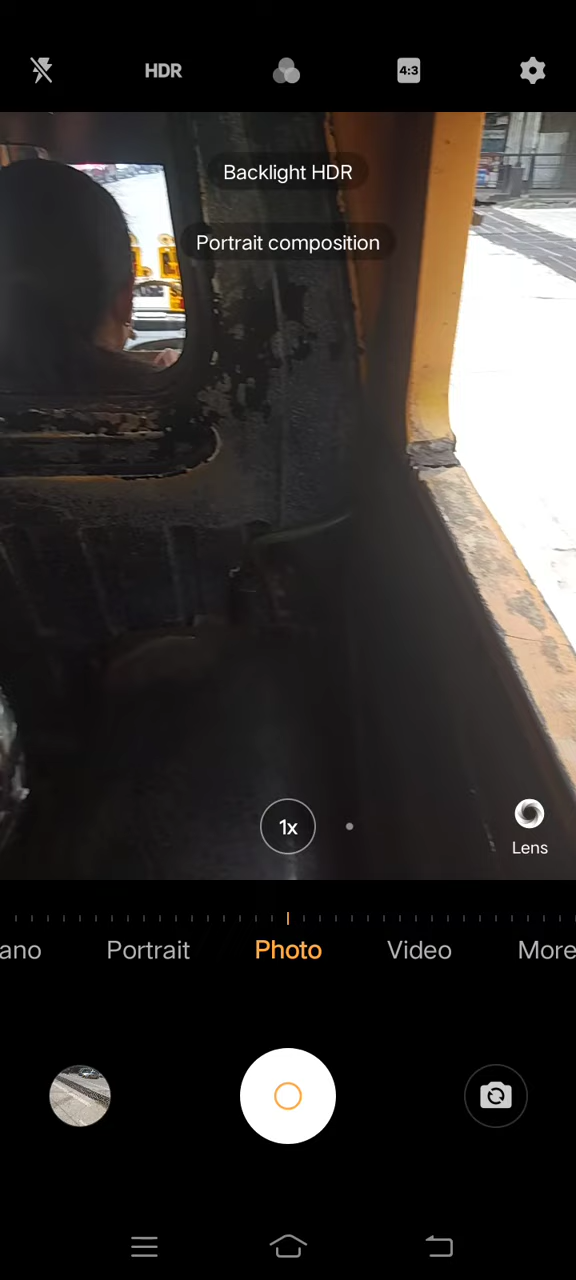 HDR
4:3
Backlight HDR
Portrait composition
1x
Lens
ano
Portrait
Photo
Video
More